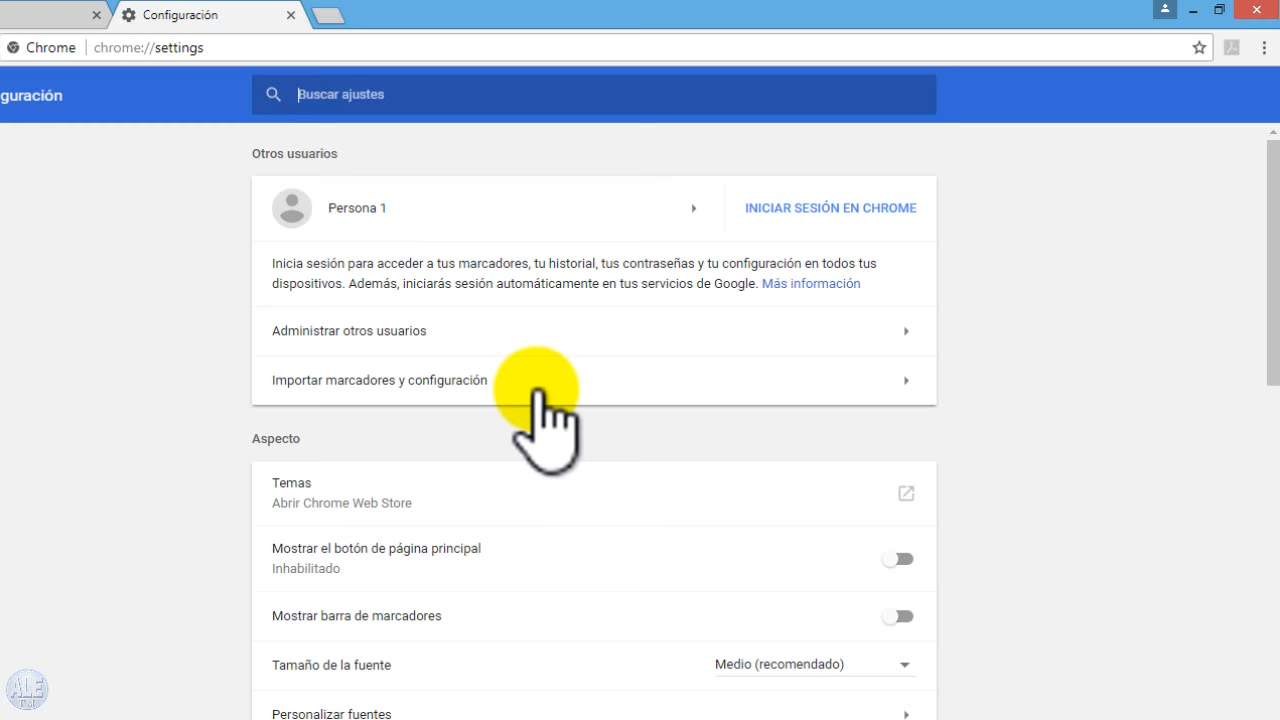 Configuración
Chrome chrome://settings
guración
Buscar ajustes
Otros usuarios
Persona 1
INICIAR SESIÓN EN CHROME
Inicia sesión para acceder a tus marcadores, tu historial, tus contraseñas y tu configuración en todos tus
dispositivos. Además, iniciarás sesión automáticamente en tus servicios de Google. Más información
Administrar otros usuarios
Importar marcadores y configuración
Aspecto
Temas
Abrir Chrome Web Store
Mostrar el botón de página principal
Inhabilitado
Mostrar barra de marcadores
Tamaño de la fuente
Medio (recomendado)
Personalizar fuentes
ALE